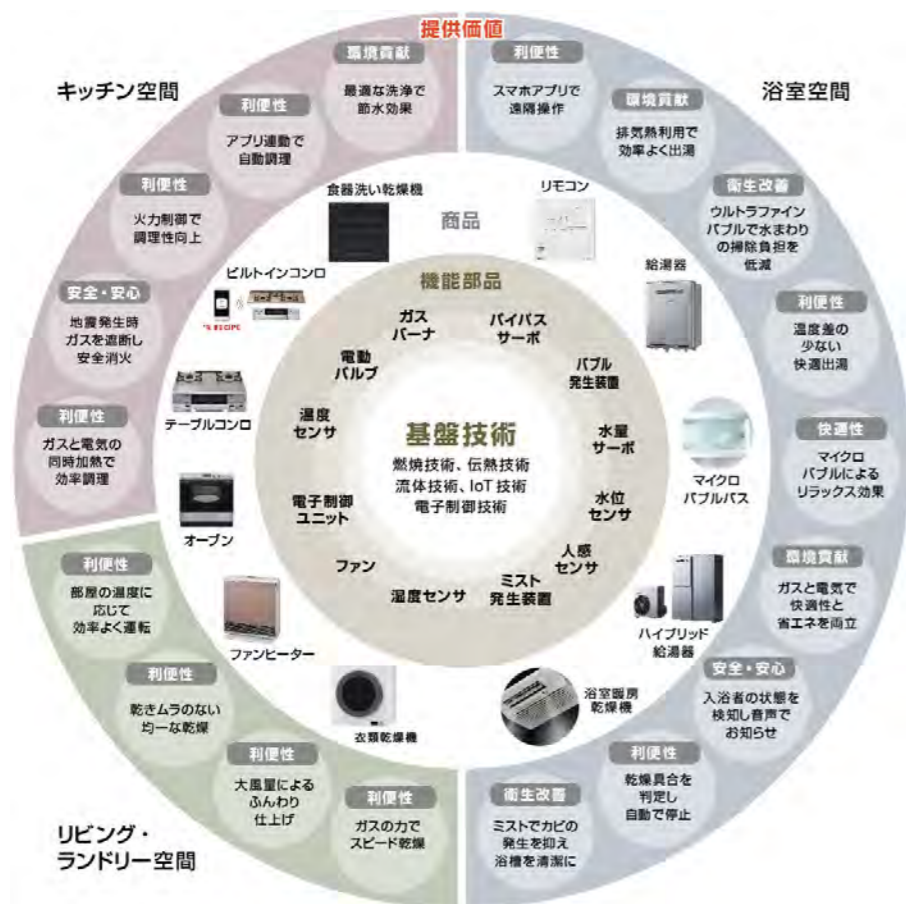 提供価値
キッチン空間
環境貢献
最適な洗浄で
節水効果
利便性
アプリ連動で
自動調理
利便性
火力制御で
調理性向上
安全・安心
地震発生時
ガスを遮断し
安全消火
利便性
ガスと電気の
同時加熱で
効率調理
浴室空間
利便性
スマホアプリで
遠隔操作
環境貢献
排気熱利用で
効率よく出湯
衛生改善
ウルトラファイン
バブルで水まわり
の掃除負担を
低減
利便性
温度差の
少ない
快適出湯
快適性
マイクロ
バブルによる
リラックス効果
環境貢献
ガスと電気で
快適性と
省エネを両立
安全・安心
入浴者の状態を
検知し音声で
お知らせ
利便性
乾燥具合を
判定し
自動で停止
衛生改善
ミストでカビの
発生を抑え
浴槽を清潔に
リビング・
ランドリー空間
利便性
部屋の温度に
応じて
効率よく運転
利便性
乾きムラのない
均一な乾燥
利便性
大風量による
ふんわり
仕上げ
利便性
ガスの力で
スピード乾燥
商品
食器洗い乾燥機
リモコン
給湯器
マイクロ
バブルバス
ハイブリッド
給湯器
浴室暖房
乾燥機
衣類乾燥機
ファンヒーター
オーブン
テーブルコンロ
ビルトインコンロ
機能部品
ガス
バーナ
バイパス
サーボ
バブル
発生装置
水量
サーボ
水位
センサ
人感
センサ
ミスト
発生装置
湿度センサ
ファン
電子制御
ユニット
温度
センサ
電動
バルブ
基盤技術
燃焼技術、伝熱技術
流体技術、IoT技術
電子制御技術